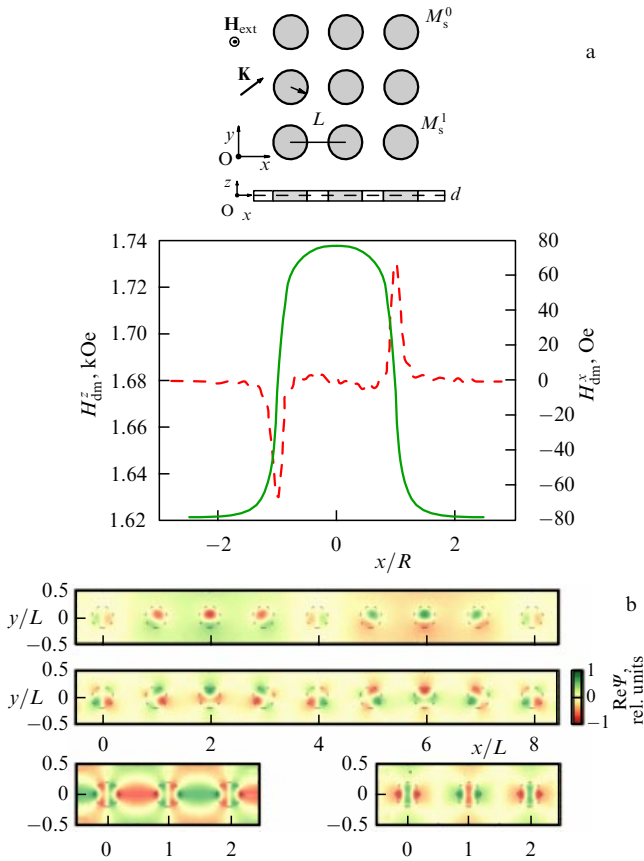 a
H_ext
M_s^0
K
L
M_s^1
y
O
x
z
O
x
d
1.74
1.72
1.70
1.68
1.66
1.64
1.62
H_dm^z, kOe
80
60
40
20
0
−20
−40
−60
−80
H_dm^x, Oe
−2
0
2
x/R
b
0.5
y/L
0
−0.5
0.5
y/L
0
−0.5
0
2
4
6
x/L
8
1
0
−1
Re Ψ,
rel. units
0.5
0
−0.5
0
1
2
0.5
0
−0.5
0
1
2